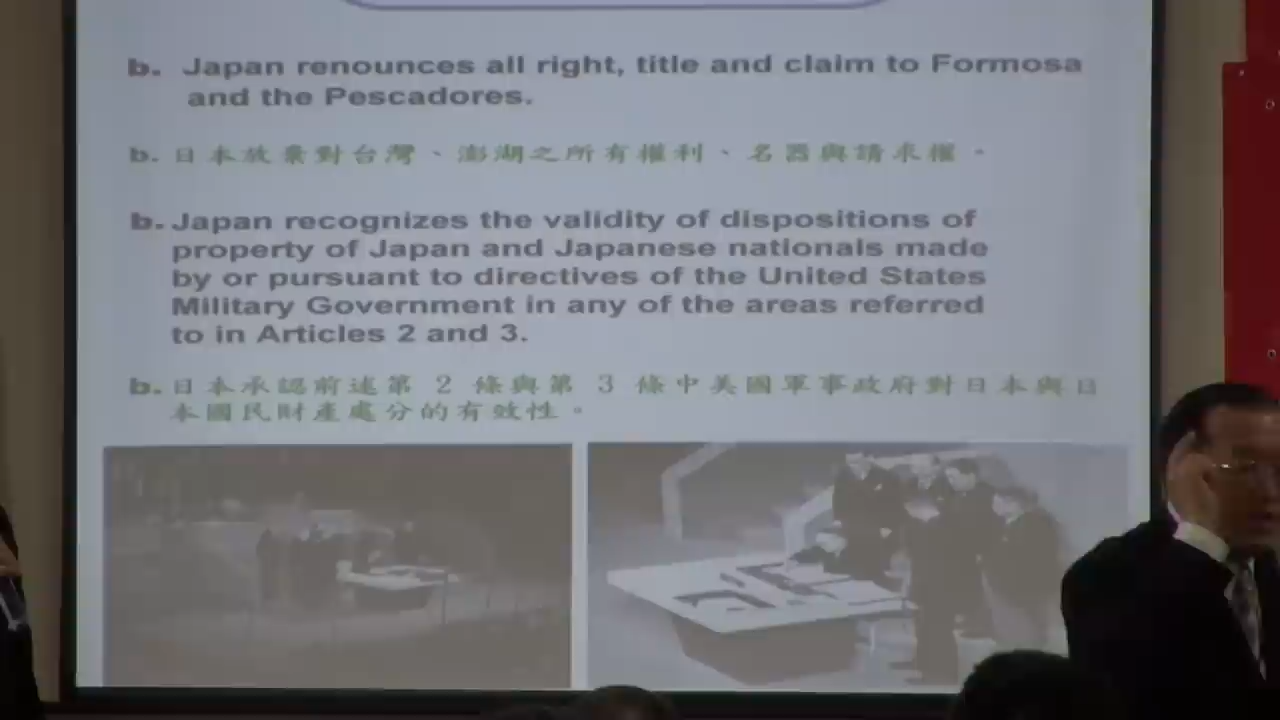 b. Japan renounces all right, title and claim to Formosa
and the Pescadores.
b. 日本放棄對台灣、澎湖之所有權利、名器與請求權。
b. Japan recognizes the validity of dispositions of
property of Japan and Japanese nationals made
by or pursuant to directives of the United States
Military Government in any of the areas referred
to in Articles 2 and 3.
b. 日本承認前述第 2 條與第 3 條中美國軍事政府對日本與日
本國民財產處分的有效性。